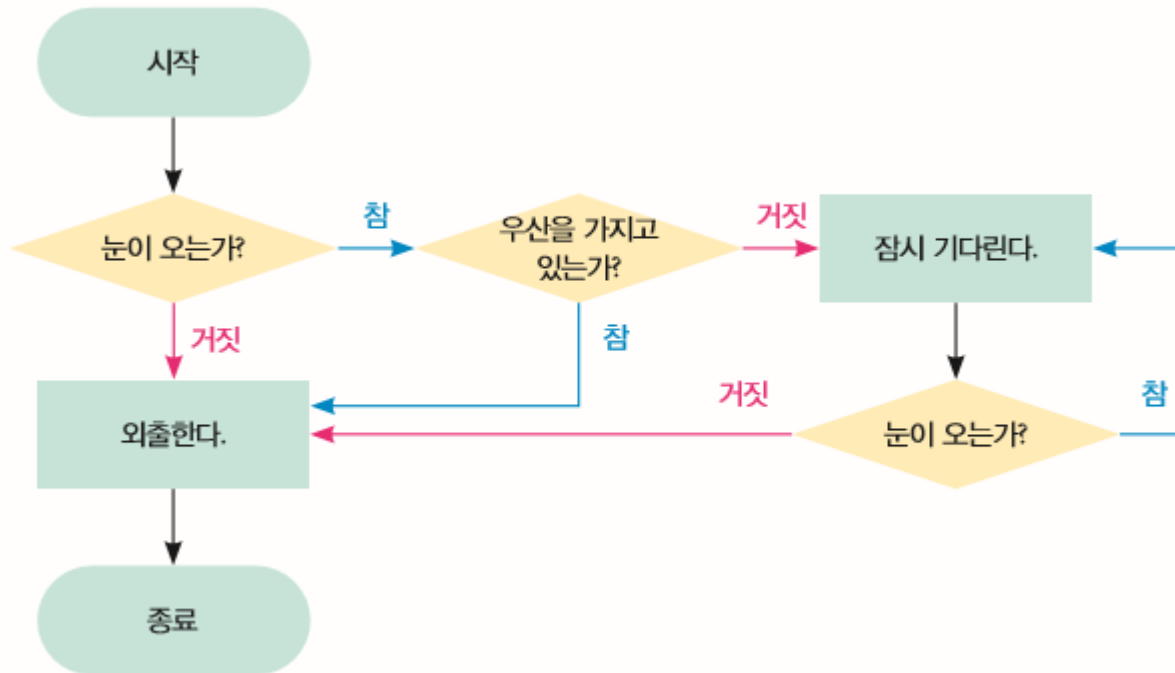 시작
눈이 오는가?
참
우산을 가지고
있는가?
거짓
잠시 기다린다.
거짓
참
외출한다.
거짓
눈이 오는가?
참
종료